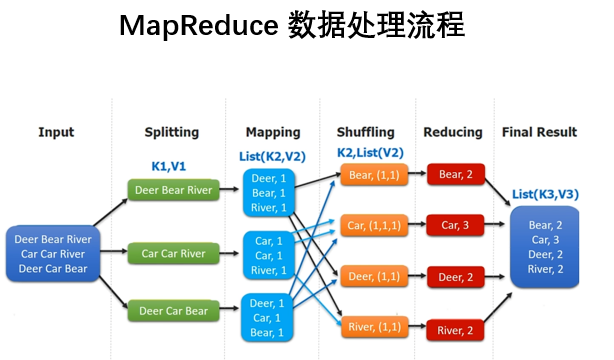 MapReduce 数据处理流程
Input
Splitting
Mapping
Shuffling
Reducing
Final Result
K1,V1
List(K2,V2)
K2,List(V2)
List(K3,V3)
Deer Bear River
Car Car River
Deer Car Bear
Deer Bear River
Car Car River
Deer Car Bear
Deer, 1
Bear, 1
River, 1
Car, 1
Car, 1
River, 1
Deer, 1
Car, 1
Bear, 1
Bear, (1,1)
Car, (1,1,1)
Deer, (1,1)
River, (1,1)
Bear, 2
Car, 3
Deer, 2
River, 2
Bear, 2
Car, 3
Deer, 2
River, 2